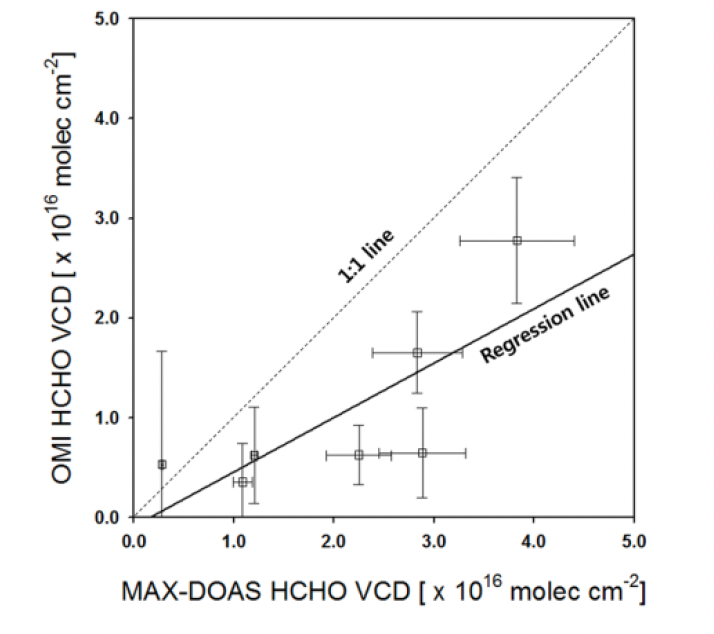 OMI HCHO VCD [ x 10^16 molec cm^-2]
5.0
4.0
3.0
2.0
1.0
0.0
1:1 line
Regression line
0.0 1.0 2.0 3.0 4.0 5.0
MAX-DOAS HCHO VCD [ x 10^16 molec cm^-2]